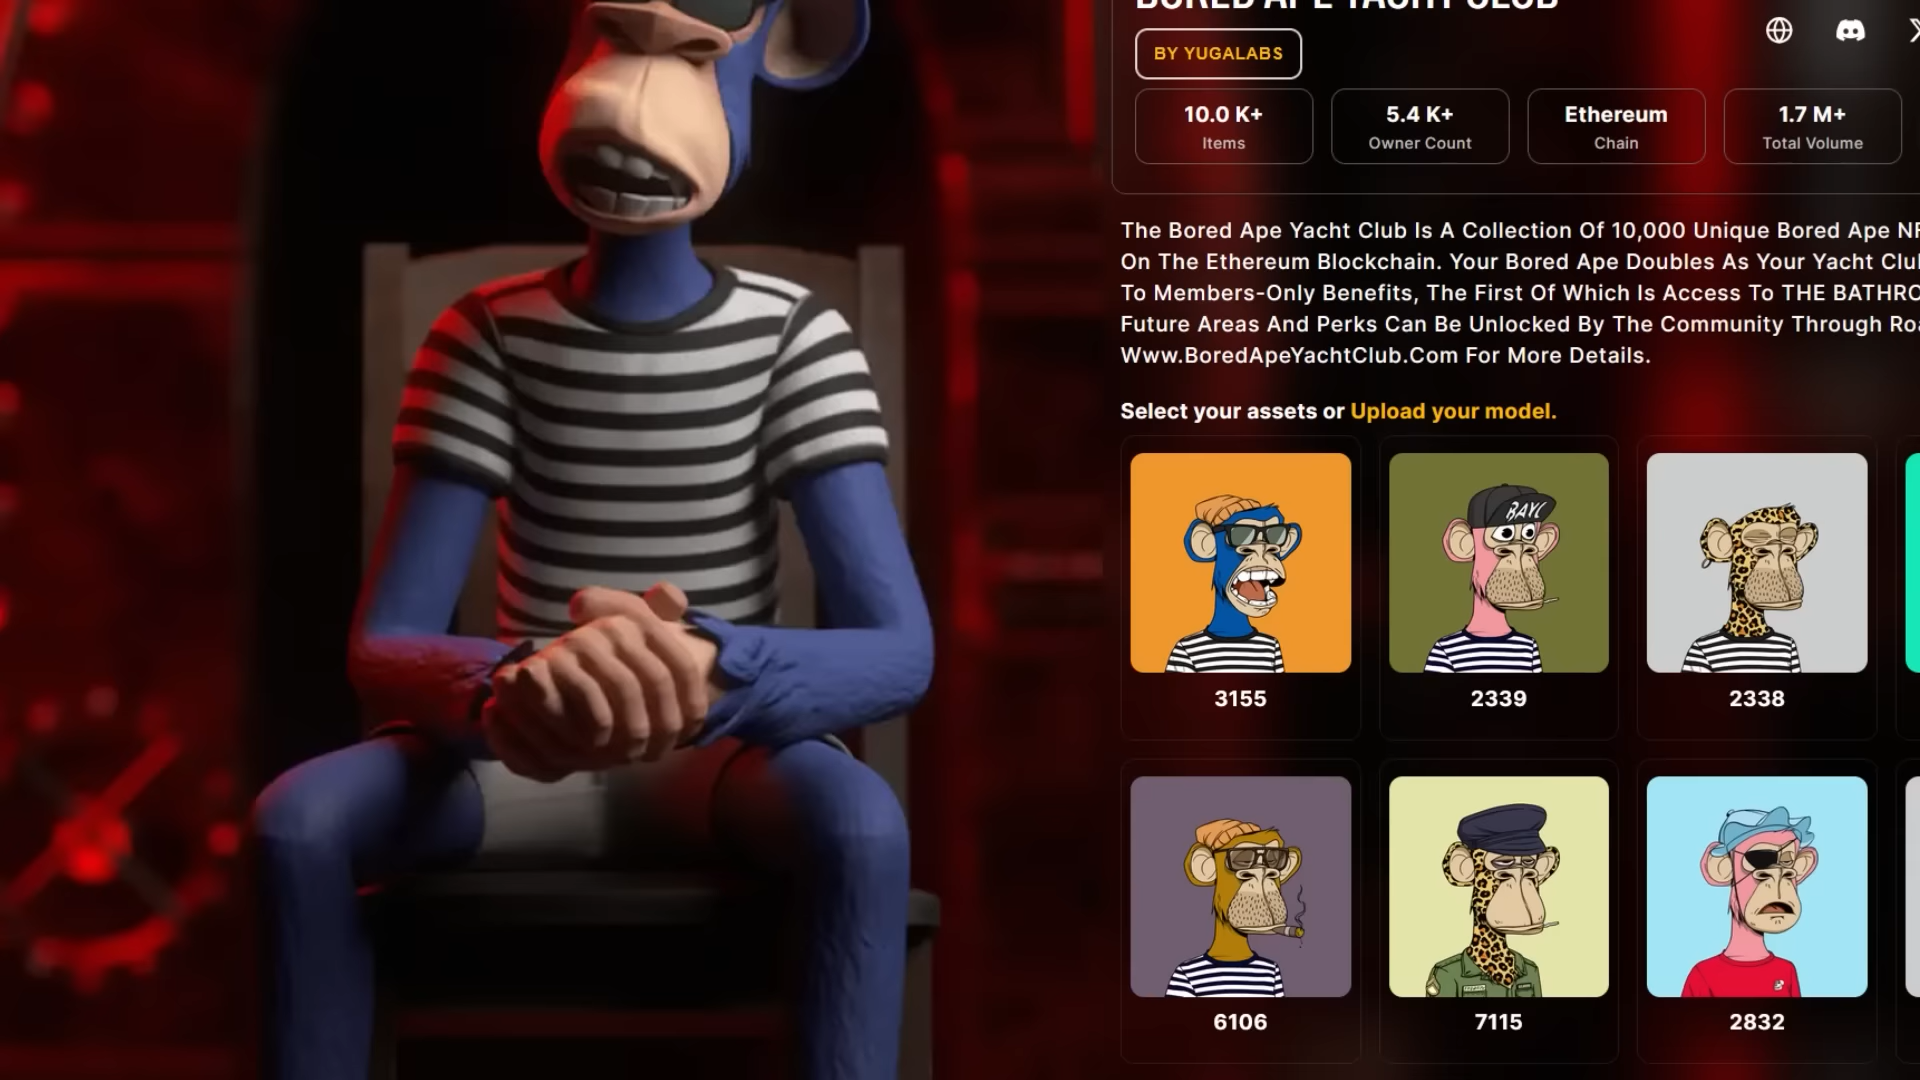 BORED APE YACHT CLUB
BY YUGALABS
10.0 K+
Items
5.4 K+
Owner Count
Ethereum
Chain
1.7 M+
Total Volume
The Bored Ape Yacht Club Is A Collection Of 10,000 Unique Bored Ape
On The Ethereum Blockchain. Your Bored Ape Doubles As Your Yacht
To Members-Only Benefits, The First Of Which Is Access To THE
Future Areas And Perks Can Be Unlocked By The Community Through
Www.BoredApeYachtClub.Com For More Details.
Select your assets or Upload your model.
BAYC
3155
2339
2338
6106
7115
2832